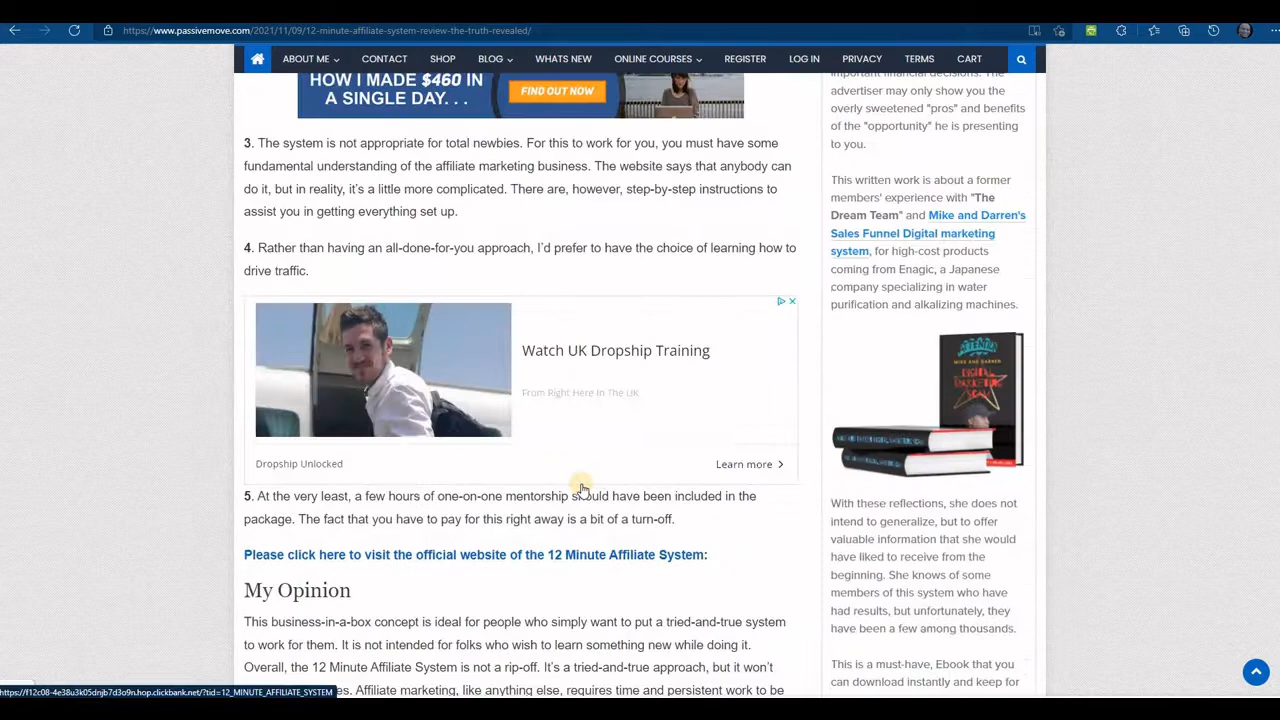 https://www.passivemove.com/2021/11/09/12-minute-affiliate-system-review-the-truth-revealed/
ABOUT ME CONTACT SHOP BLOG WHATS NEW ONLINE COURSES REGISTER LOG IN PRIVACY TERMS CART
HOW I MADE $460 IN
A SINGLE DAY. . .
FIND OUT NOW
3. The system is not appropriate for total newbies. For this to work for you, you must have some
fundamental understanding of the affiliate marketing business. The website says that anybody can
do it, but in reality, it's a little more complicated. There are, however, step-by-step instructions to
assist you in getting everything set up.
4. Rather than having an all-done-for-you approach, I'd prefer to have the choice of learning how to
drive traffic.
Watch UK Dropship Training
From Right Here In The UK
Dropship Unlocked
Learn more
5. At the very least, a few hours of one-on-one mentorship should have been included in the
package. The fact that you have to pay for this right away is a bit of a turn-off.
Please click here to visit the official website of the 12 Minute Affiliate System:
My Opinion
This business-in-a-box concept is ideal for people who simply want to put a tried-and-true system
to work for them. It is not intended for folks who wish to learn something new while doing it.
Overall, the 12 Minute Affiliate System is not a rip-off. It's a tried-and-true approach, but it won't
es. Affiliate marketing, like anything else, requires time and persistent work to be
important financial decisions. The
advertiser may only show you the
overly sweetened "pros" and benefits
of the "opportunity" he is presenting
to you.
This written work is about a former
members' experience with "The
Dream Team" and Mike and Darren's
Sales Funnel Digital marketing
system, for high-cost products
coming from Enagic, a Japanese
company specializing in water
purification and alkalizing machines.
MIKE AND DARREN
DIGITAL
MARKETING
With these reflections, she does not
intend to generalize, but to offer
valuable information that she would
have liked to receive from the
beginning. She knows of some
members of this system who have
had results, but unfortunately, they
have been a few among thousands.
This is a must-have, Ebook that you
can download instantly and keep for
https://f12c08-4e38u3k05drnjb7d3o9n.hop.clickbank.net/?tid=12_MINUTE_AFFILIATE_SYSTEM